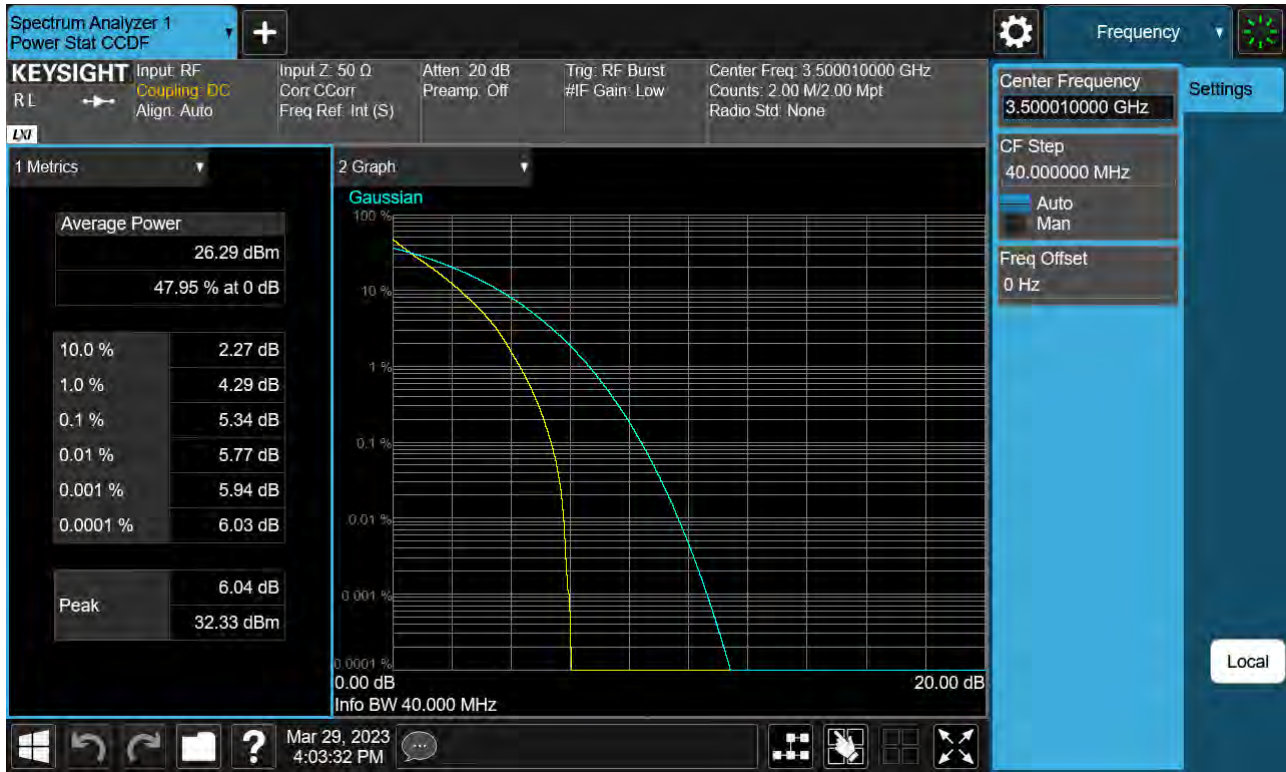 Spectrum Analyzer 1
Power Stat CCDF
Frequency
KEYSIGHT
RL
LXI
Input: RF
Coupling: DC
Align: Auto
Input Z: 50 Ω
Corr CCorr
Freq Ref: Int (S)
Atten: 20 dB
Preamp: Off
Trig: RF Burst
#IF Gain: Low
Center Freq: 3.500010000 GHz
Counts: 2.00 M/2.00 Mpt
Radio Std: None
Center Frequency
3.500010000 GHz
Settings
CF Step
40.000000 MHz
Auto
Man
Freq Offset
0 Hz
1 Metrics
Average Power
26.29 dBm
47.95 % at 0 dB
10.0 % 2.27 dB
1.0 % 4.29 dB
0.1 % 5.34 dB
0.01 % 5.77 dB
0.001 % 5.94 dB
0.0001 % 6.03 dB
Peak
6.04 dB
32.33 dBm
2 Graph
Gaussian
100 %
10 %
1 %
0.1 %
0.01 %
0.001 %
0.0001 %
0.00 dB
20.00 dB
Info BW 40.000 MHz
Local
?
Mar 29, 2023
4:03:32 PM